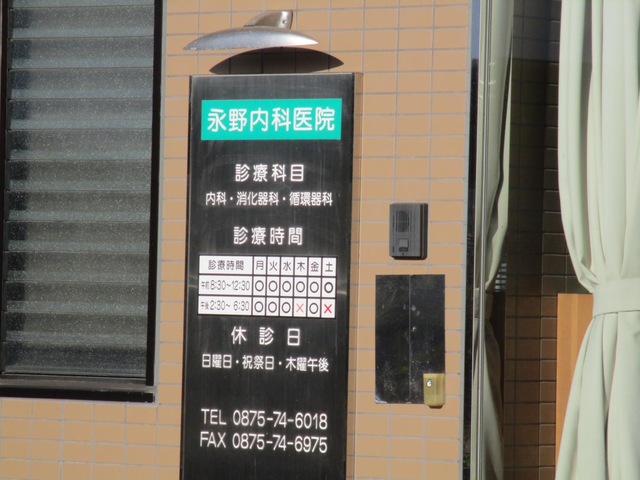 永野内科医院
診療科目
内科・消化器科・循環器科
診療時間
診療時間 月 火 水 木 金 土
午前8:30～12:30 ○ ○ ○ ○ ○ ○
午後2:30～6:30 ○ ○ ○ × ○ ×
休診日
日曜日・祝祭日・木曜午後
TEL 0875-74-6018
FAX 0875-74-6975
6